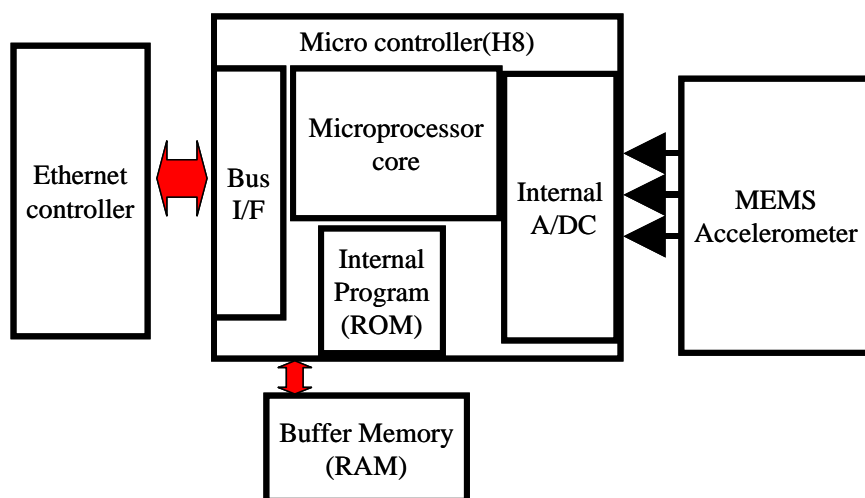 Micro controller(H8)
Ethernet
controller
Bus
I/F
Microprocessor
core
Internal
A/DC
MEMS
Accelerometer
Internal
Program
(ROM)
Buffer Memory
(RAM)